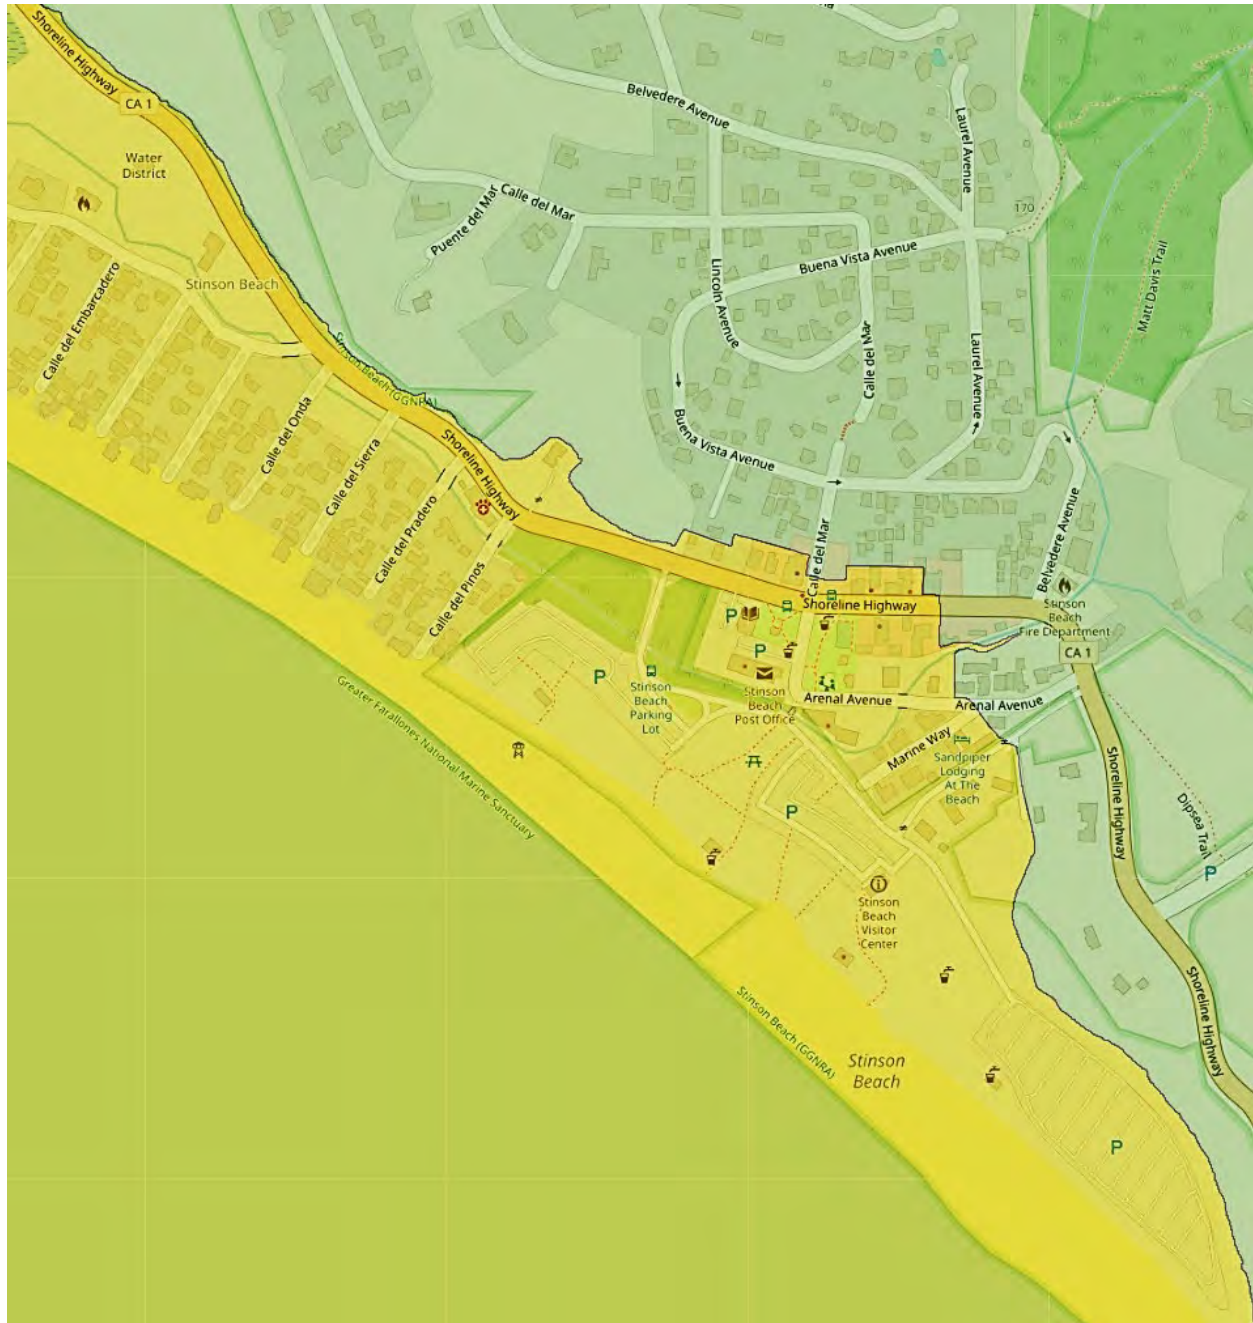 Shoreline Highway
CA 1
Belvedere Avenue
Laurel Avenue
Water
District
Calle del Mar
Puente del Mar
170
Matt Davis Trail
Buena Vista Avenue
Lincoln Avenue
Stinson Beach
Calle del Embarcadero
Calle del Mar
Laurel Avenue
Stinson Beach (GGNRA)
Calle del Onda
Calle del Sierra
Shoreline Highway
Buena Vista Avenue
Calle del Pradero
Calle del Pinos
Calle del Mar
Belvedere Avenue
Shoreline Highway
P
P
Stinson
Beach
Fire Department
CA 1
P
Stinson
Beach
Parking
Lot
Stinson
Beach
Post Office
Arenal Avenue
Arenal Avenue
Greater Farallones National Marine Sanctuary
Marine Way
Sandpiper
Lodging
At The
Beach
Shoreline Highway
Dipsea Trail
P
P
Stinson
Beach
Visitor
Center
Stinson Beach (GGNRA)
Shoreline Highway
Stinson
Beach
P